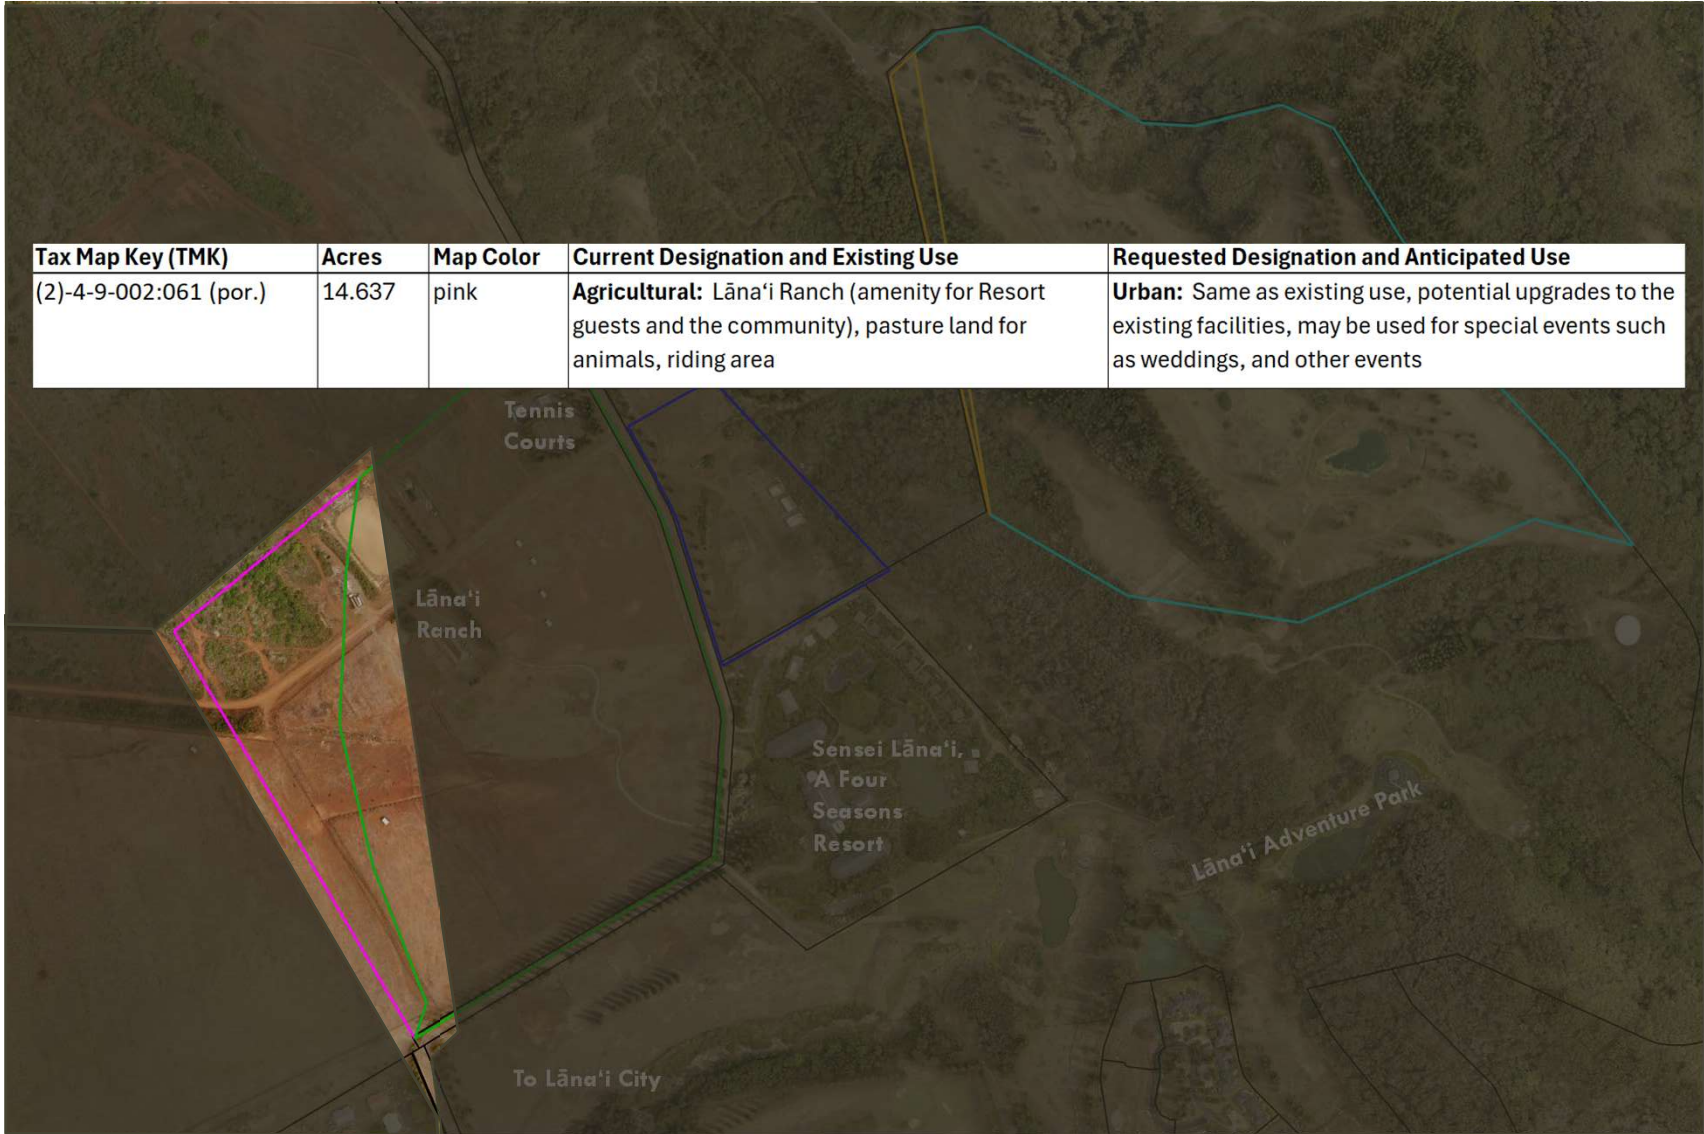 Tax Map Key (TMK) Acres Map Color Current Designation and Existing Use Requested Designation and Anticipated Use
(2)-4-9-002:061 (por.) 14.637 pink Agricultural: Lānaʻi Ranch (amenity for Resort Urban: Same as existing use, potential upgrades to the
guests and the community), pasture land for existing facilities, may be used for special events such
animals, riding area as weddings, and other events
Tennis
Courts
Lānaʻi
Ranch
Sensei Lānaʻi,
A Four
Seasons
Resort
Lānaʻi Adventure Park
To Lānaʻi City